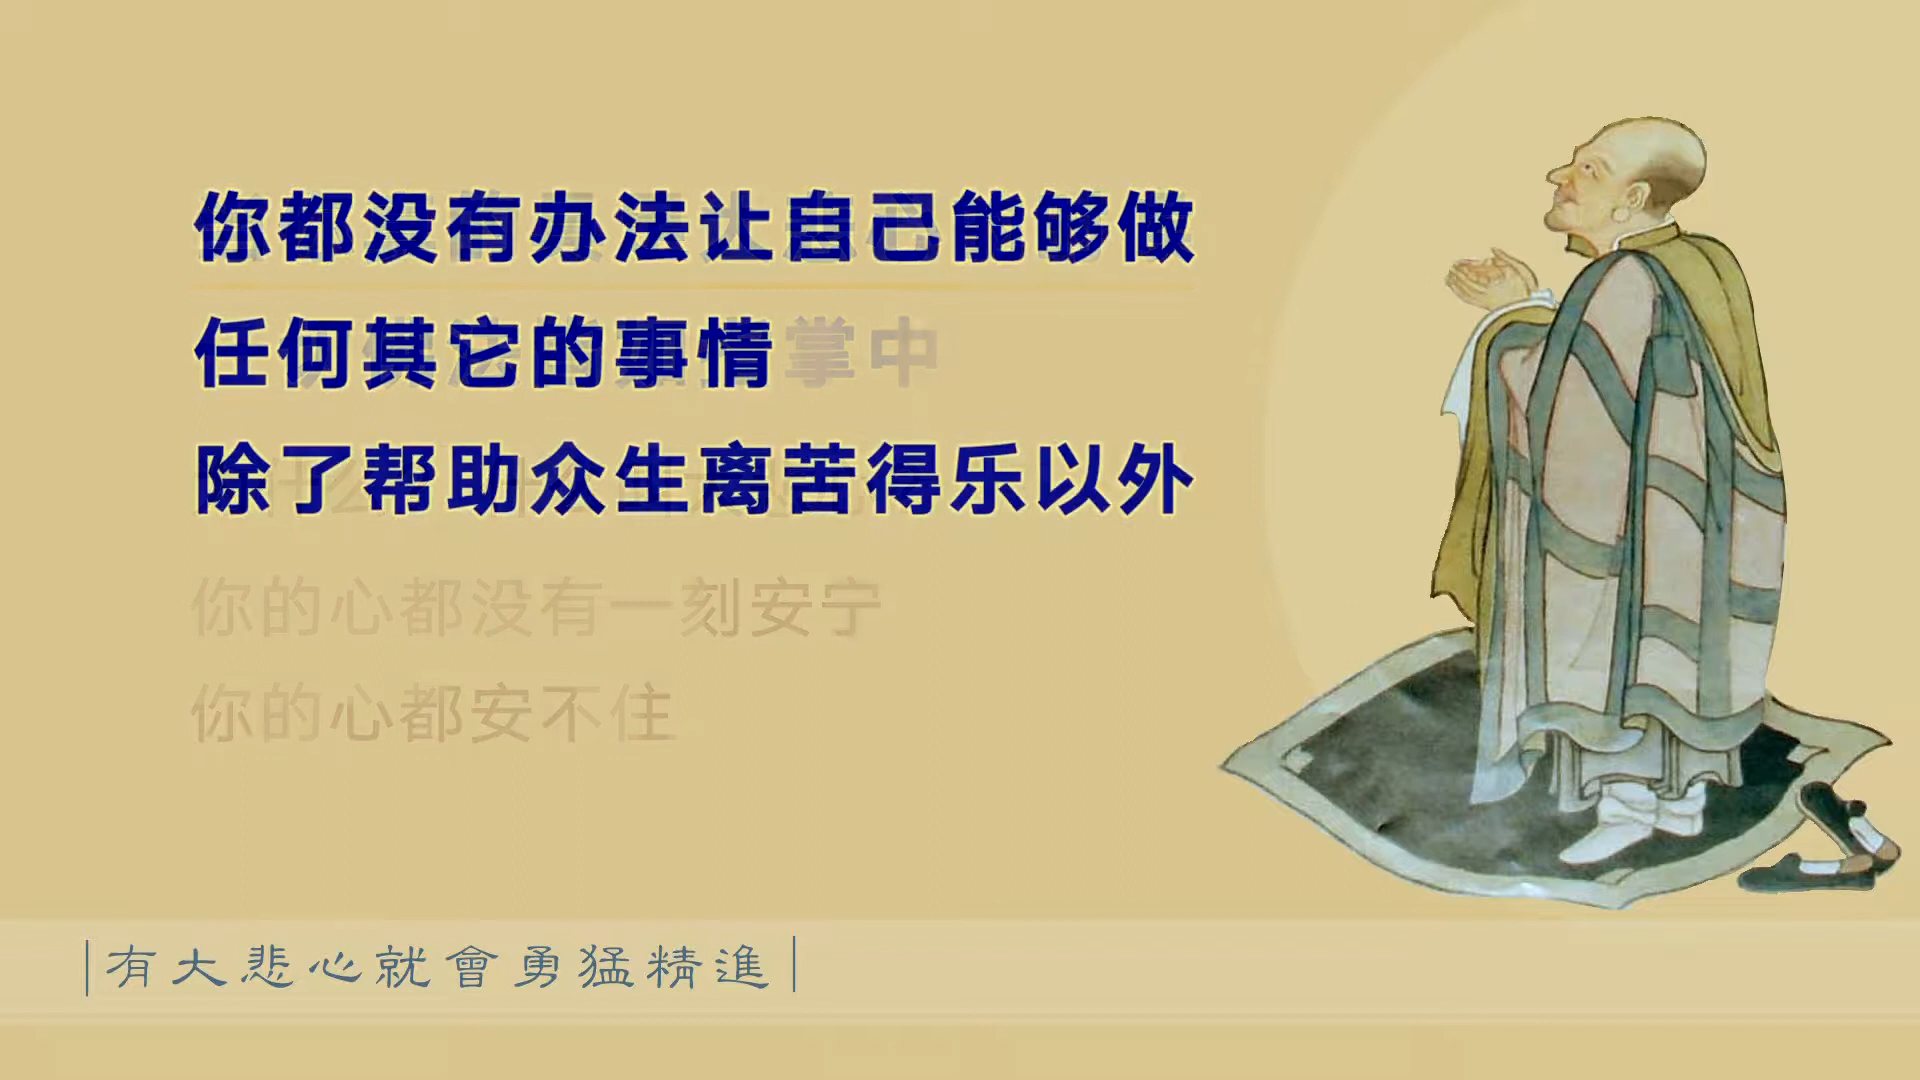 你都没有办法让自己能够做
任何其它的事情
掌中
除了帮助众生离苦得乐以外
你的心都没有一刻安宁
你的心都安不住
有大悲心就會勇猛精進